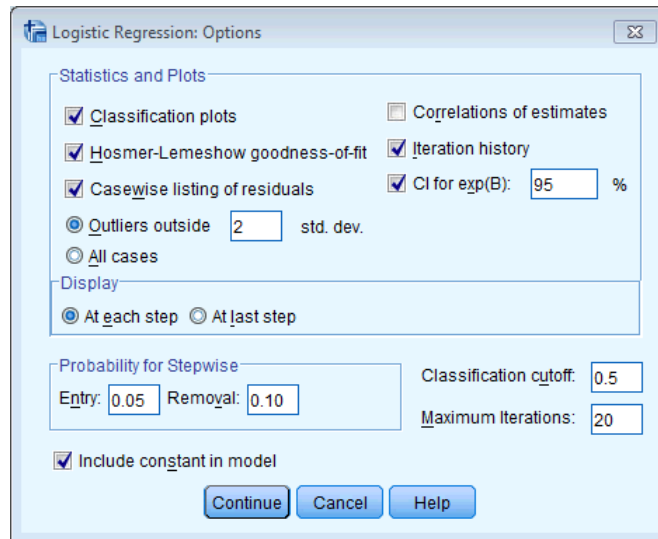 Logistic Regression: Options
Statistics and Plots
Classification plots
Correlations of estimates
Hosmer-Lemeshow goodness-of-fit
Iteration history
Casewise listing of residuals
CI for exp(B): 95 %
Outliers outside 2 std. dev.
All cases
Display
At each step At last step
Probability for Stepwise
Entry: 0.05 Removal: 0.10
Classification cutoff: 0.5
Maximum Iterations: 20
Include constant in model
Continue Cancel Help